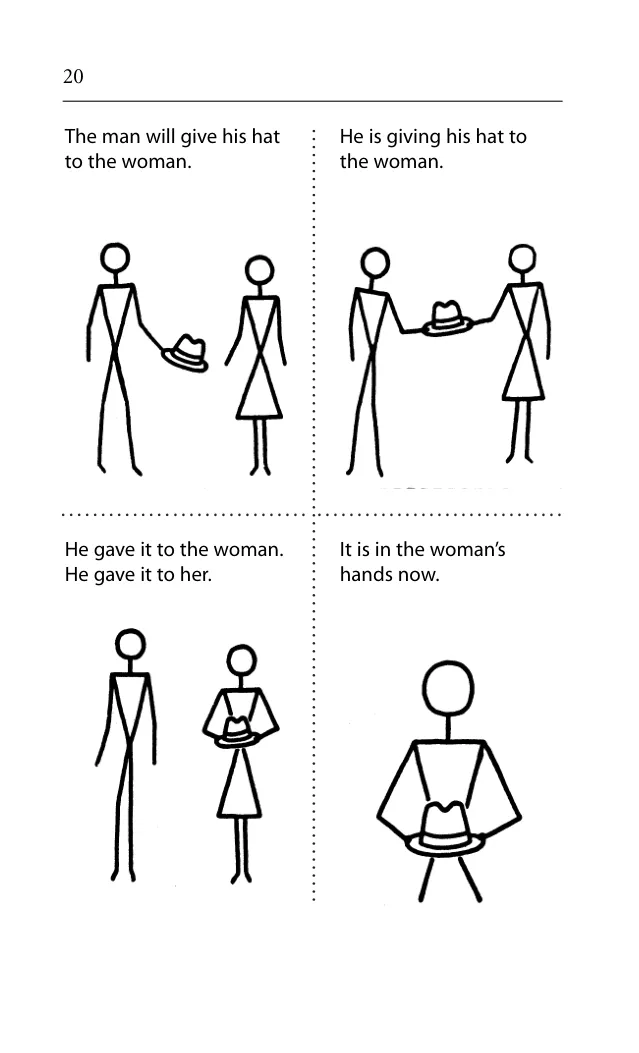 20
The man will give his hat
to the woman.
He is giving his hat to
the woman.
He gave it to the woman.
He gave it to her.
It is in the woman’s
hands now.